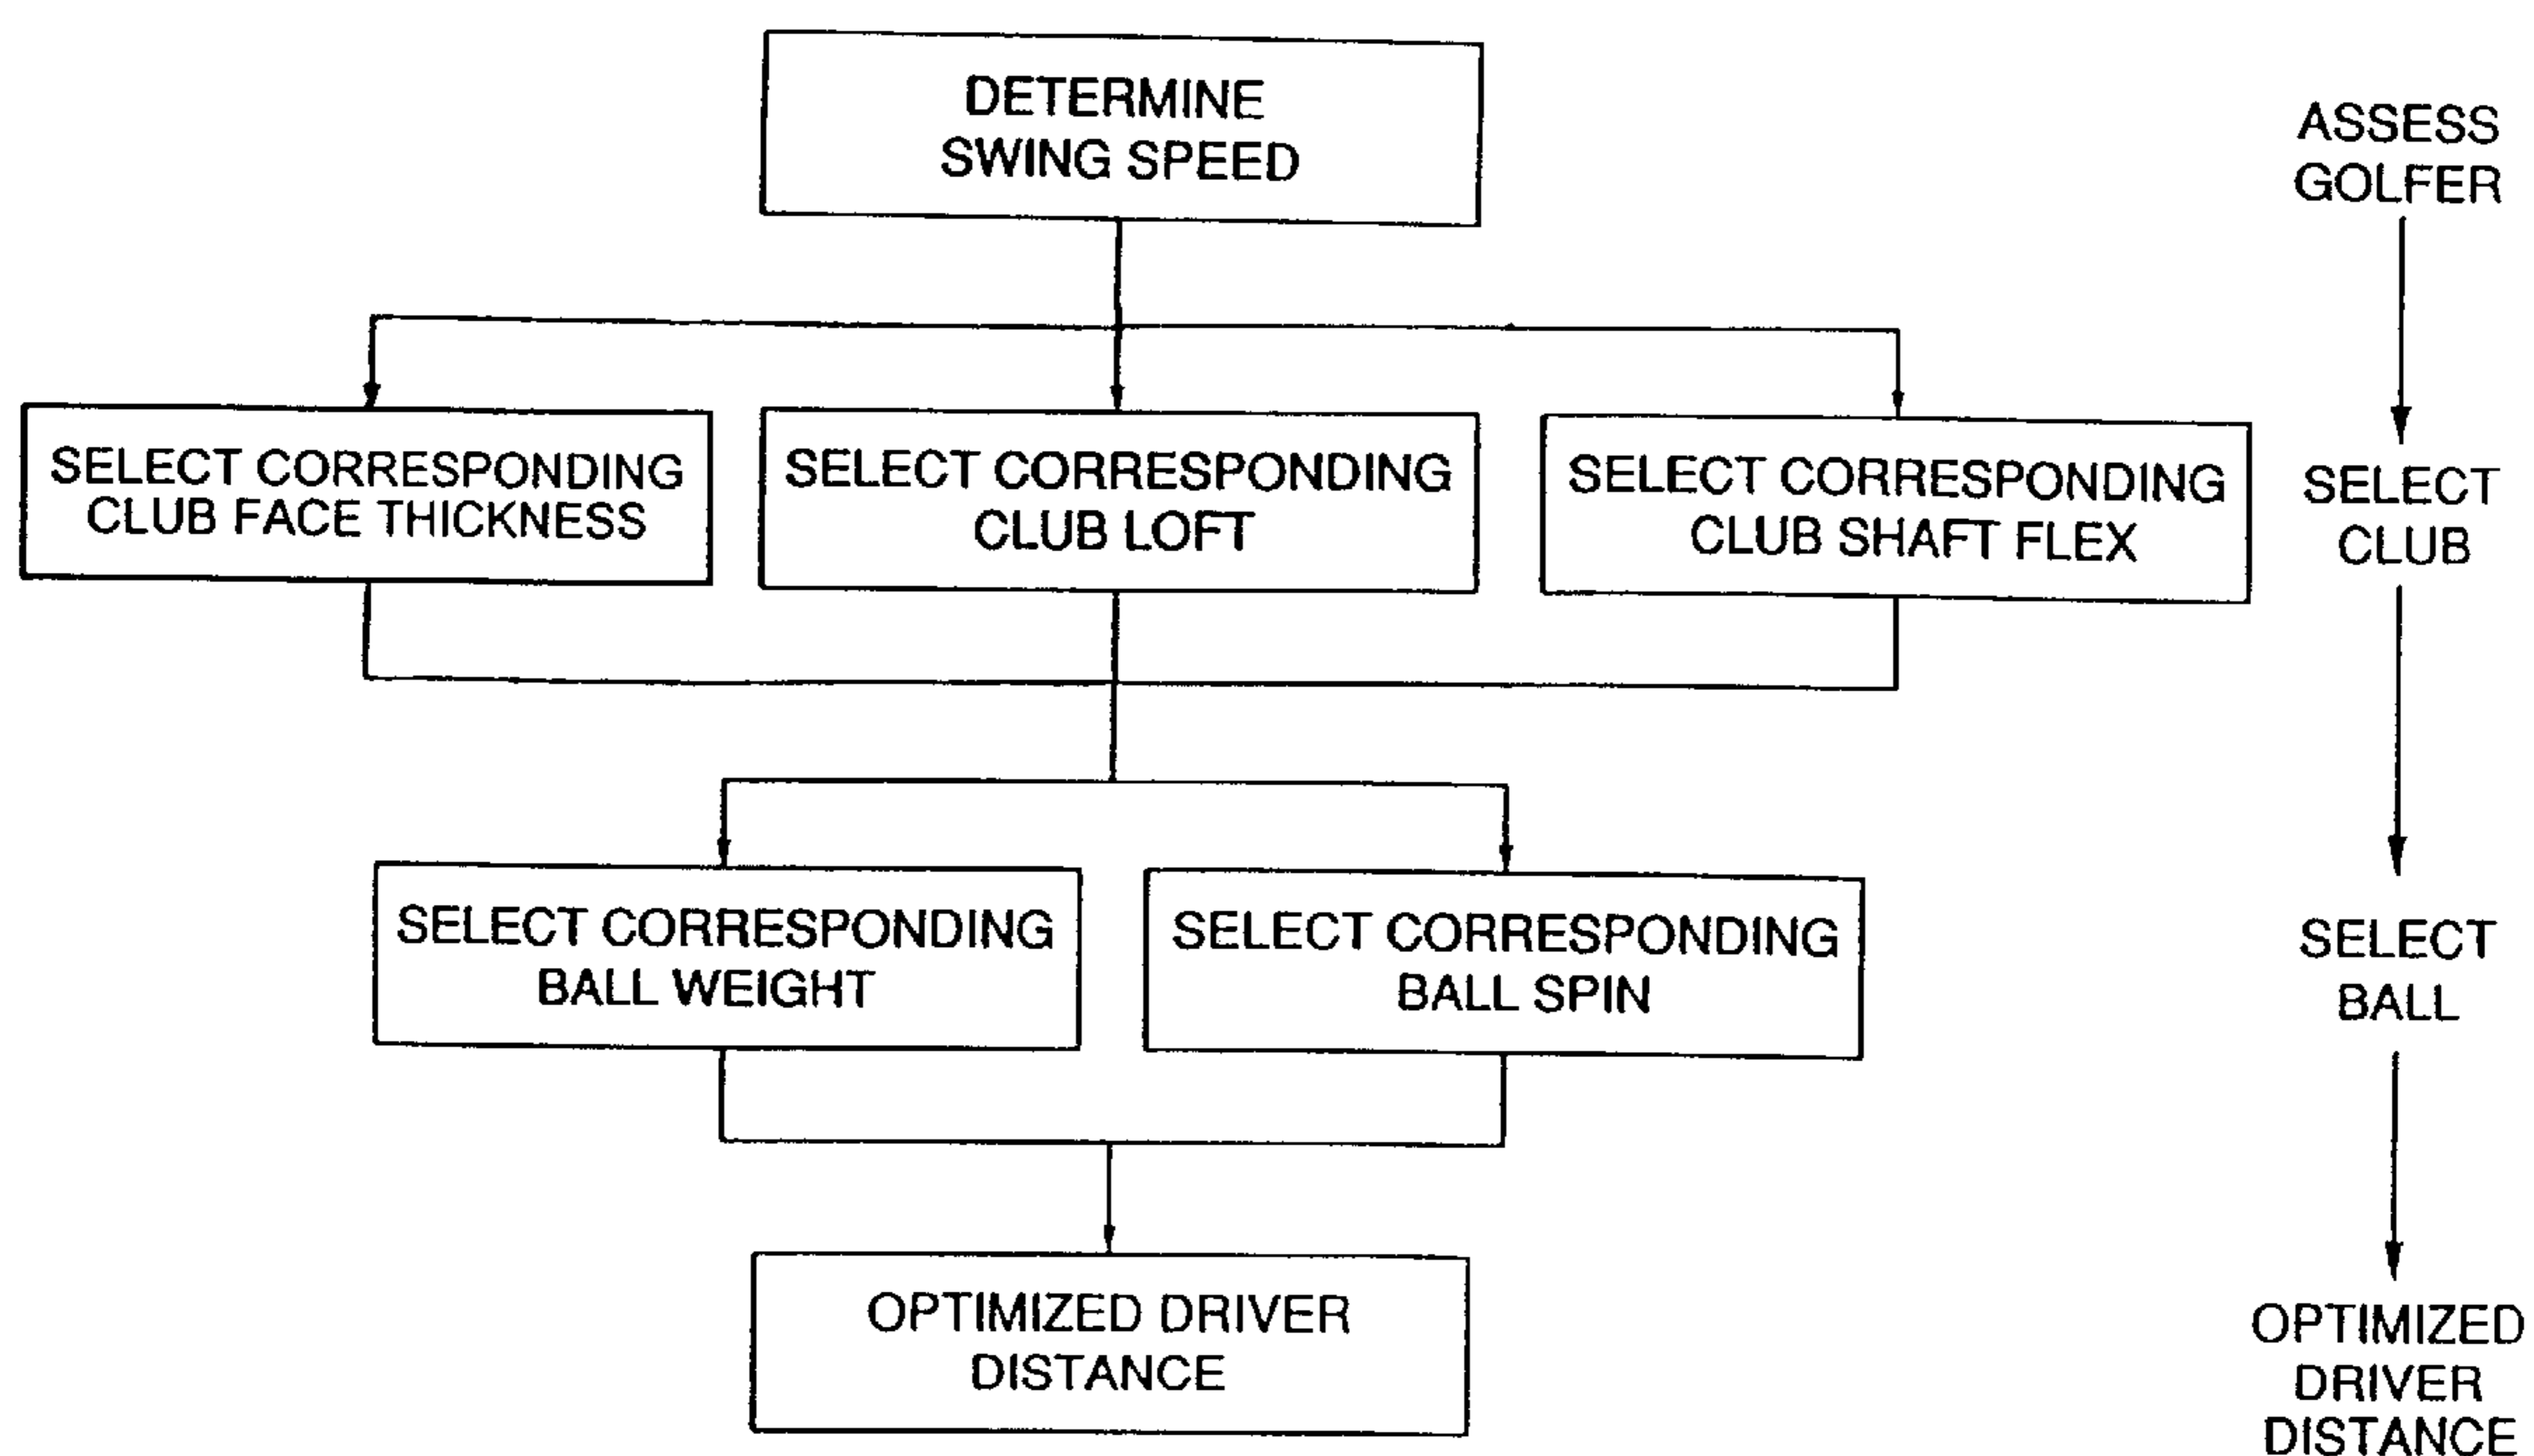 DETERMINE
SWING SPEED
ASSESS
GOLFER
SELECT CORRESPONDING
CLUB FACE THICKNESS
SELECT CORRESPONDING
CLUB LOFT
SELECT CORRESPONDING
CLUB SHAFT FLEX
SELECT
CLUB
SELECT CORRESPONDING
BALL WEIGHT
SELECT CORRESPONDING
BALL SPIN
SELECT
BALL
OPTIMIZED DRIVER
DISTANCE
OPTIMIZED
DRIVER
DISTANCE